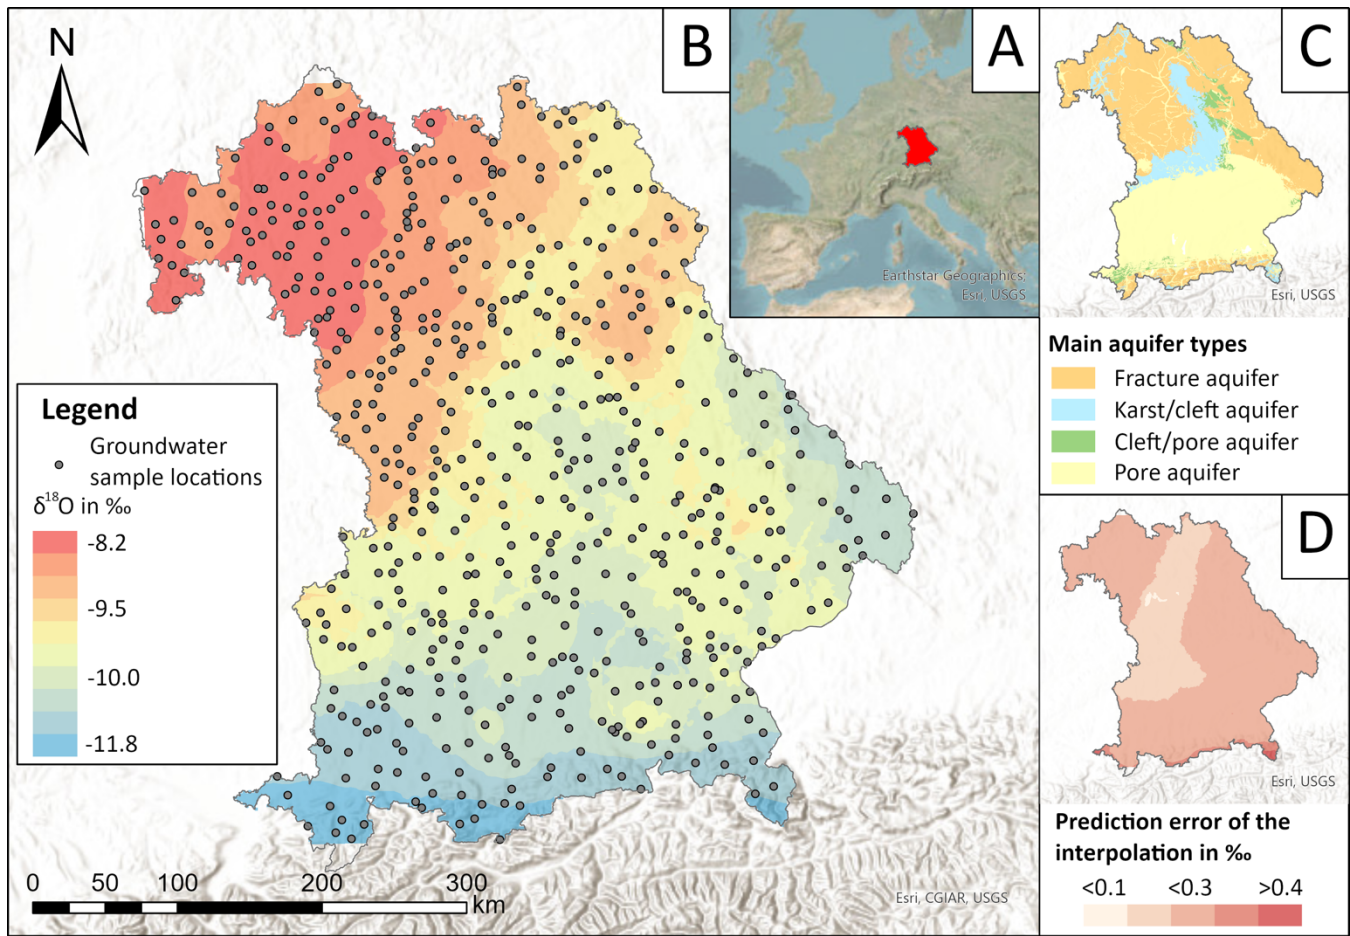 N
B
A
Earthstar Geographics;
Esri, USGS
C
Esri, USGS
Main aquifer types
Fracture aquifer
Karst/cleft aquifer
Cleft/pore aquifer
Pore aquifer
Legend
Groundwater
sample locations
δ¹⁸O in ‰
-8.2
-9.5
-10.0
-11.8
0 50 100 200 300
km
Esri, CGIAR, USGS
D
Esri, USGS
Prediction error of the
interpolation in ‰
<0.1 <0.3 >0.4